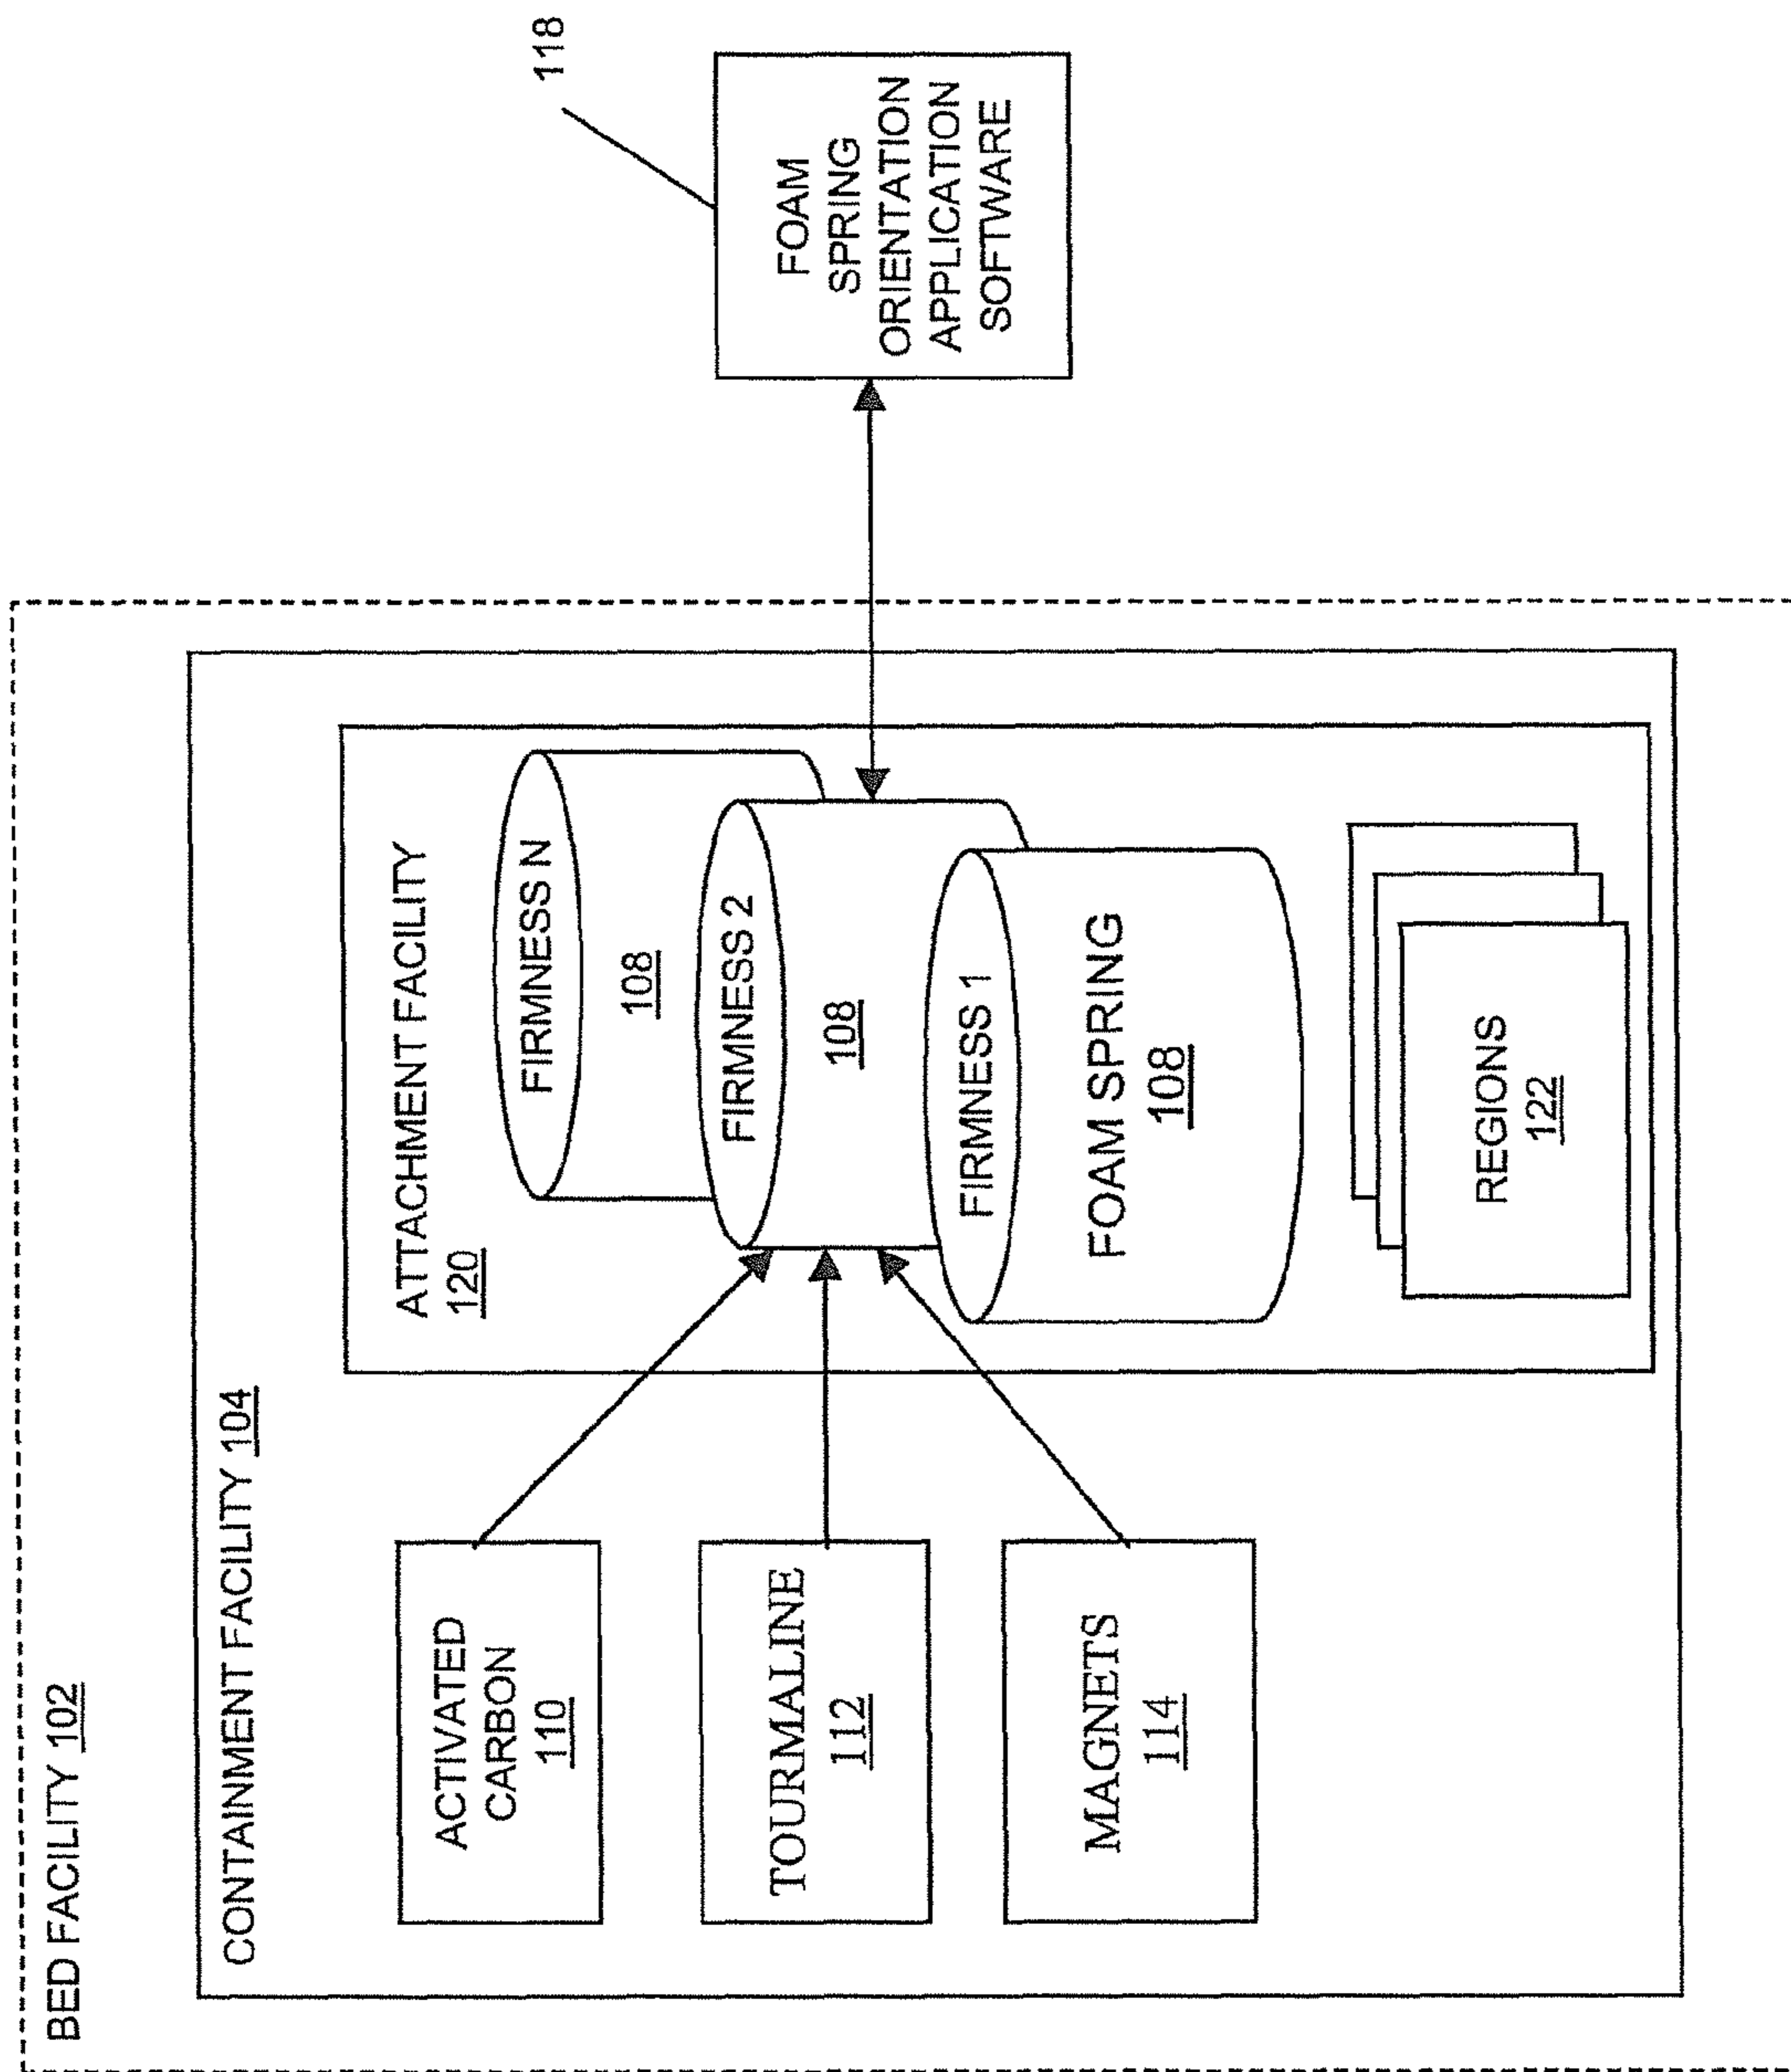 BED FACILITY 102
CONTAINMENT FACILITY 104
ACTIVATED
CARBON
110
TOURMALINE
112
MAGNETS
114
ATTACHMENT FACILITY
120
FIRMNESS N
108
FIRMNESS 2
108
FIRMNESS 1
FOAM SPRING
108
REGIONS
122
118
FOAM
SPRING
ORIENTATION
APPLICATION
SOFTWARE